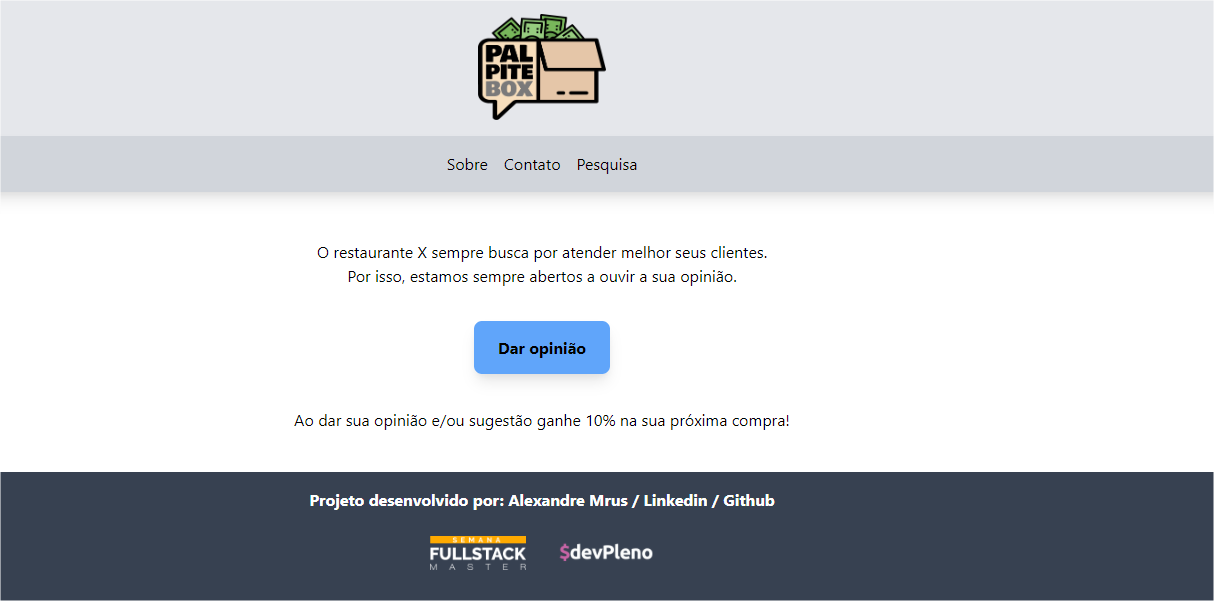 PAL
PITE
BOX
Sobre Contato Pesquisa
O restaurante X sempre busca por atender melhor seus clientes.
Por isso, estamos sempre abertos a ouvir a sua opinião.
Dar opinião
Ao dar sua opinião e/ou sugestão ganhe 10% na sua próxima compra!
Projeto desenvolvido por: Alexandre Mrus / Linkedin / Github
SEMANA
FULLSTACK
MASTER
$devPleno